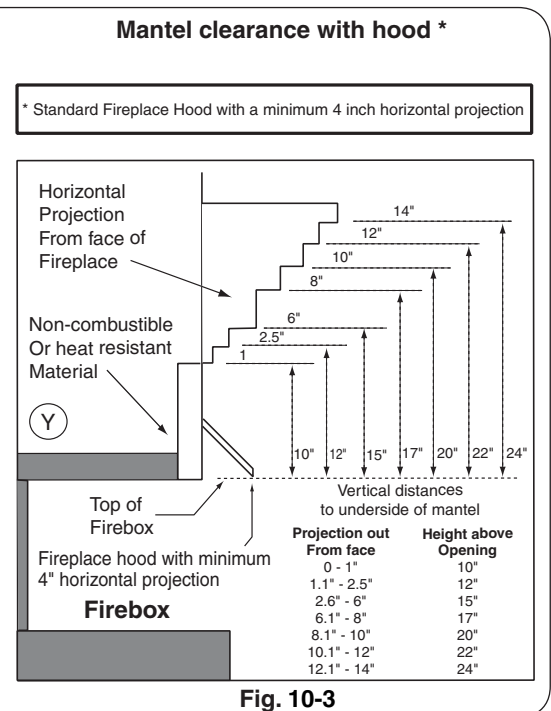 Mantel clearance with hood *
* Standard Fireplace Hood with a minimum 4 inch horizontal projection
Horizontal
Projection
From face of
Fireplace
14"
12"
10"
8"
6"
2.5"
1
Non-combustible
Or heat resistant
Material
Y
10" 12" 15" 17" 20" 22" 24"
Top of
Firebox
Vertical distances
to underside of mantel
Fireplace hood with minimum
4" horizontal projection
Firebox
Projection out Height above
From face Opening
0 - 1" 10"
1.1" - 2.5" 12"
2.6" - 6" 15"
6.1" - 8" 17"
8.1" - 10" 20"
10.1" - 12" 22"
12.1" - 14" 24"
Fig. 10-3